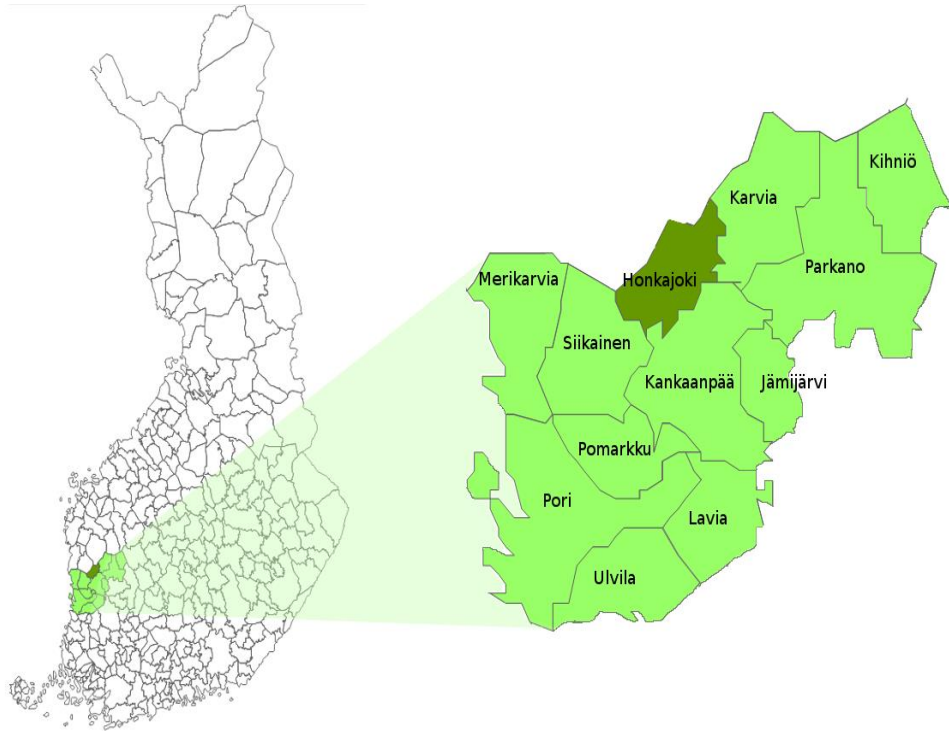 Kihniö
Karvia
Parkano
Honkajoki
Merikarvia
Siikainen
Kankaanpää
Jämijärvi
Pomarkku
Pori
Lavia
Ulvila